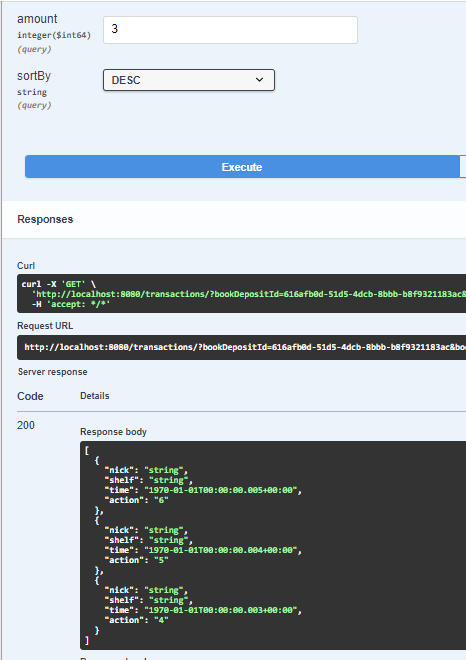 amount
integer($int64)
(query)
3
sortBy
string
(query)
DESC
Execute
Responses
Curl
curl -X 'GET' \
'http://localhost:8080/transactions/?bookDepositId=616afb0d-51d5-4dcb-8bbb-b8f9321183ac&
-H 'accept: */*'
Request URL
http://localhost:8080/transactions/?bookDepositId=616afb0d-51d5-4dcb-8bbb-b8f9321183ac&bo
Server response
Code Details
200
Response body
[
{
"nick": "string",
"shelf": "string",
"time": "1970-01-01T00:00:00.005+00:00",
"action": "6"
},
{
"nick": "string",
"shelf": "string",
"time": "1970-01-01T00:00:00.004+00:00",
"action": "5"
},
{
"nick": "string",
"shelf": "string",
"time": "1970-01-01T00:00:00.003+00:00",
"action": "4"
}
]